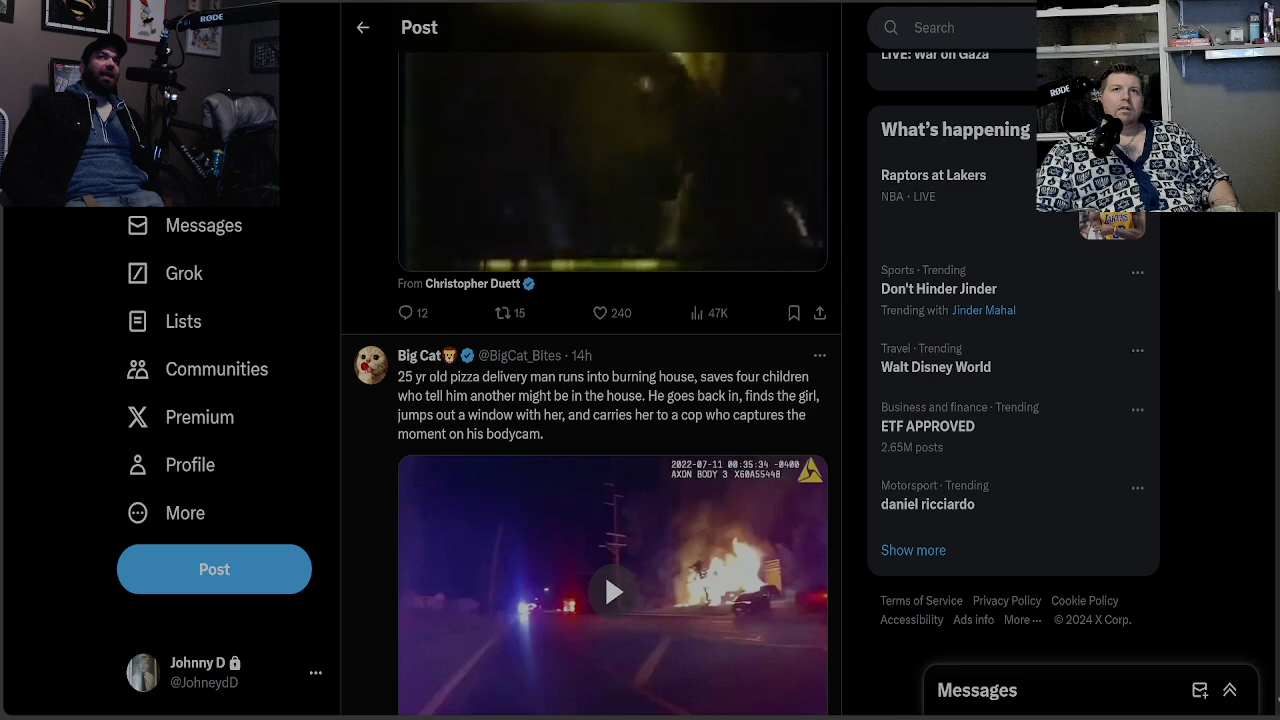 RØDE
Post
Search
LIVE: War on Gaza
RØDE
What's happening
Raptors at Lakers
NBA · LIVE
LAKERS
Messages
Grok
Lists
Communities
Premium
Profile
More
Post
Johnny D
@JohneydD
From Christopher Duett
12
15
240
47K
Big Cat @BigCat_Bites · 14h
25 yr old pizza delivery man runs into burning house, saves four children
who tell him another might be in the house. He goes back in, finds the girl,
jumps out a window with her, and carries her to a cop who captures the
moment on his bodycam.
2022-07-11 00:35:34 -0400
AXON BODY 3 X60A5544B
Sports · Trending
Don't Hinder Jinder
Trending with Jinder Mahal
Travel · Trending
Walt Disney World
Business and finance · Trending
ETF APPROVED
2.65M posts
Motorsport · Trending
daniel ricciardo
Show more
Terms of Service Privacy Policy Cookie Policy
Accessibility Ads info More ··· © 2024 X Corp.
Messages